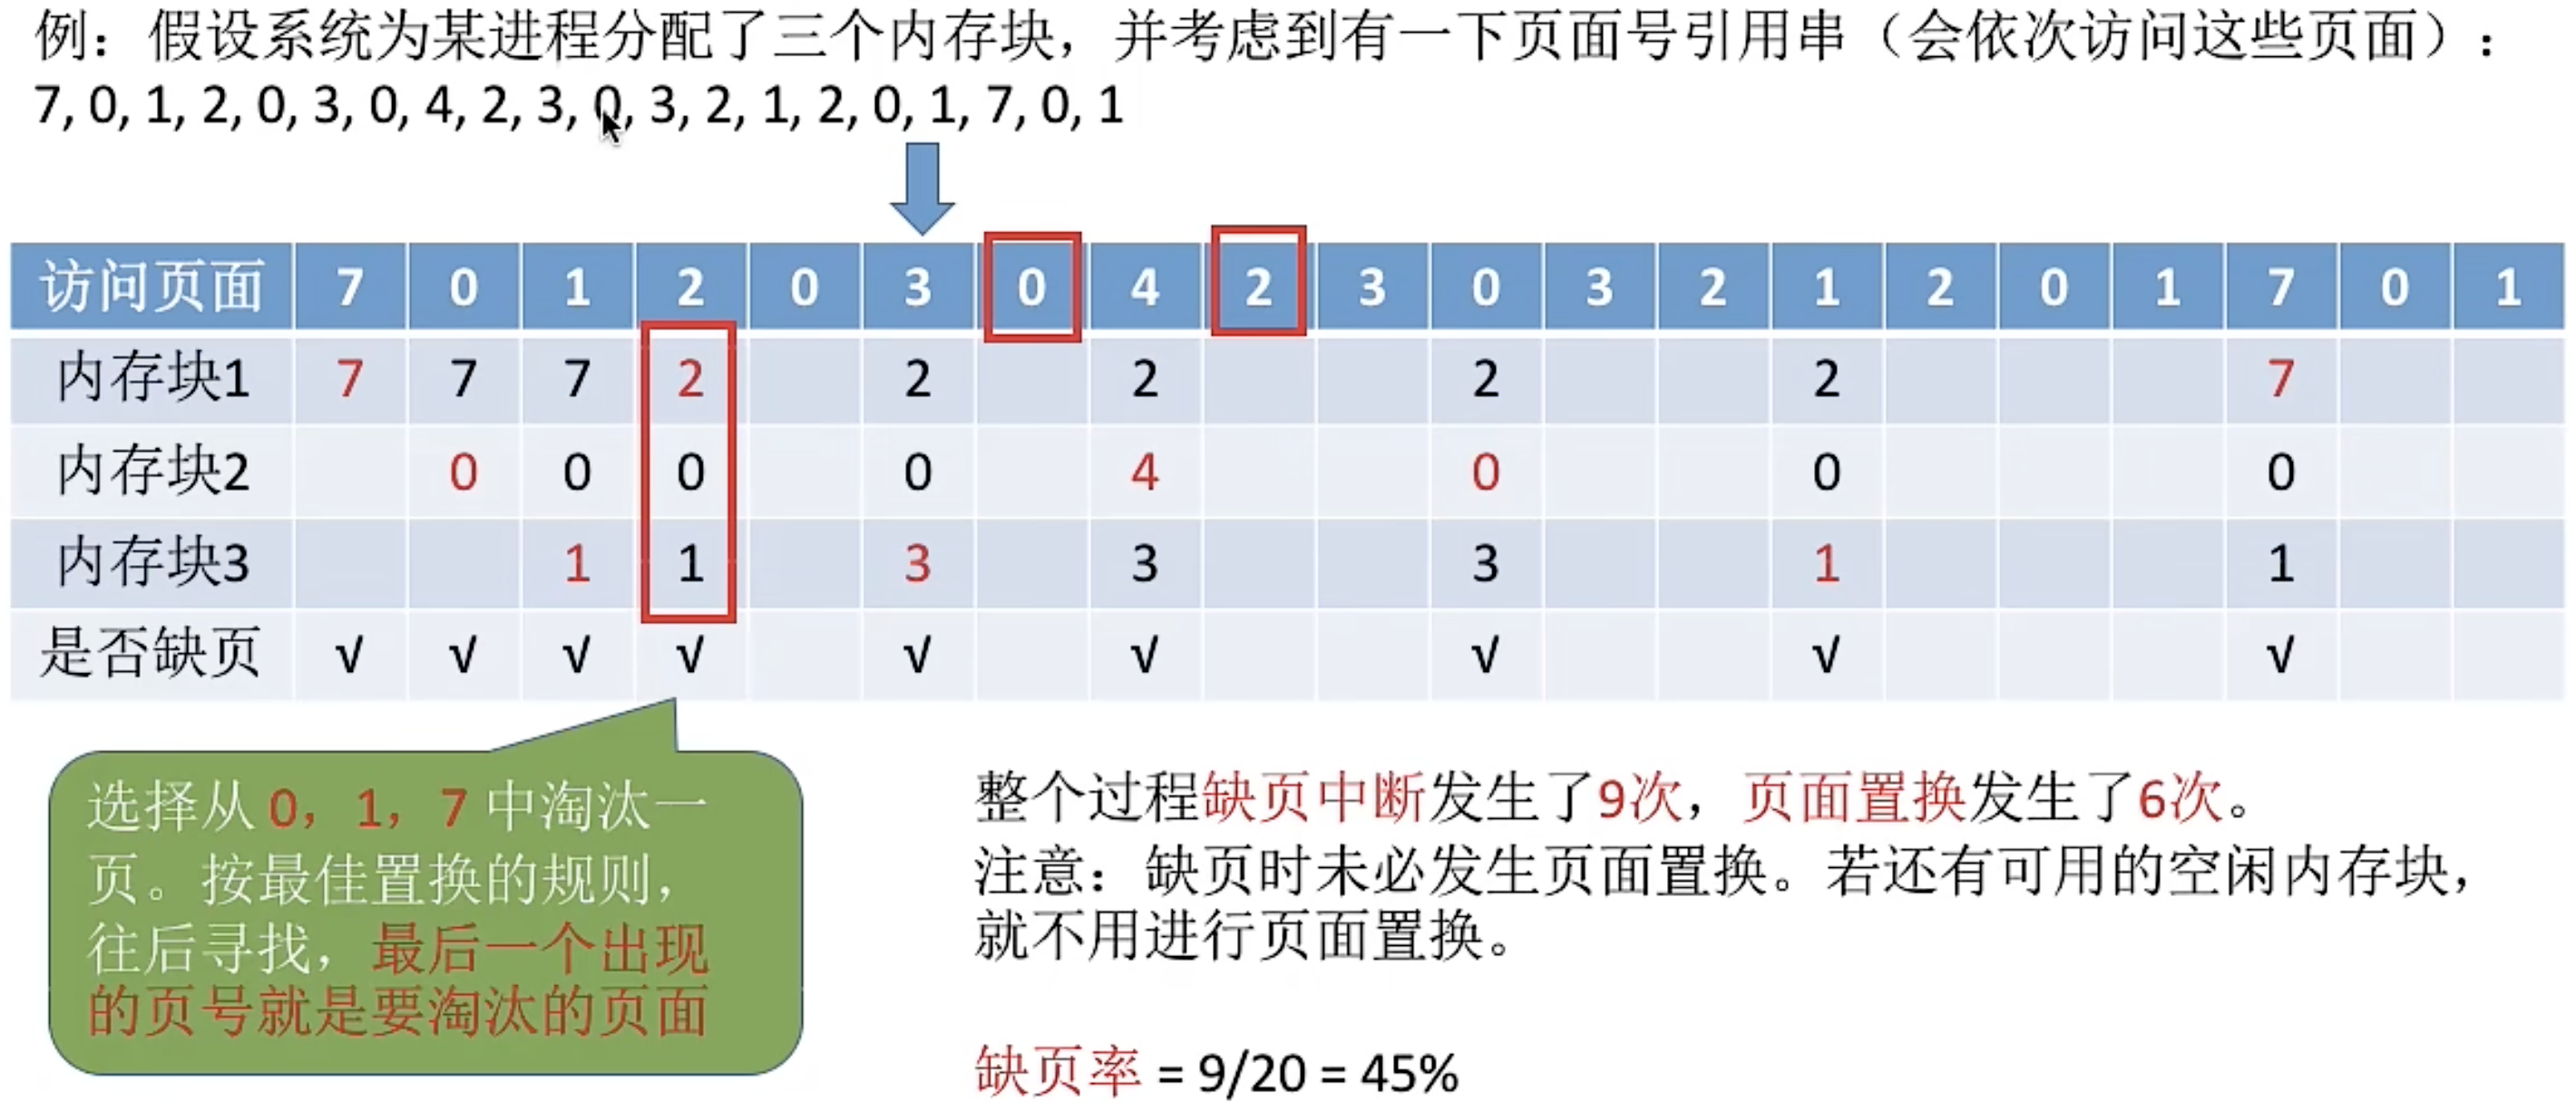 例：假设系统为某进程分配了三个内存块，并考虑到有一下页面号引用串（会依次访问这些页面）：
7, 0, 1, 2, 0, 3, 0, 4, 2, 3, 0, 3, 2, 1, 2, 0, 1, 7, 0, 1
访问页面 7 0 1 2 0 3 0 4 2 3 0 3 2 1 2 0 1 7 0 1
内存块1 7 7 7 2 2 2 2 2 7
内存块2 0 0 0 0 4 0 0 0
内存块3 1 1 3 3 3 1 1
是否缺页 √ √ √ √ √ √ √ √ √
选择从 0，1，7 中淘汰一
页。按最佳置换的规则，
往后寻找，最后一个出现
的页号就是要淘汰的页面
整个过程缺页中断发生了9次，页面置换发生了6次。
注意：缺页时未必发生页面置换。若还有可用的空闲内存块，
就不用进行页面置换。
缺页率 = 9/20 = 45%